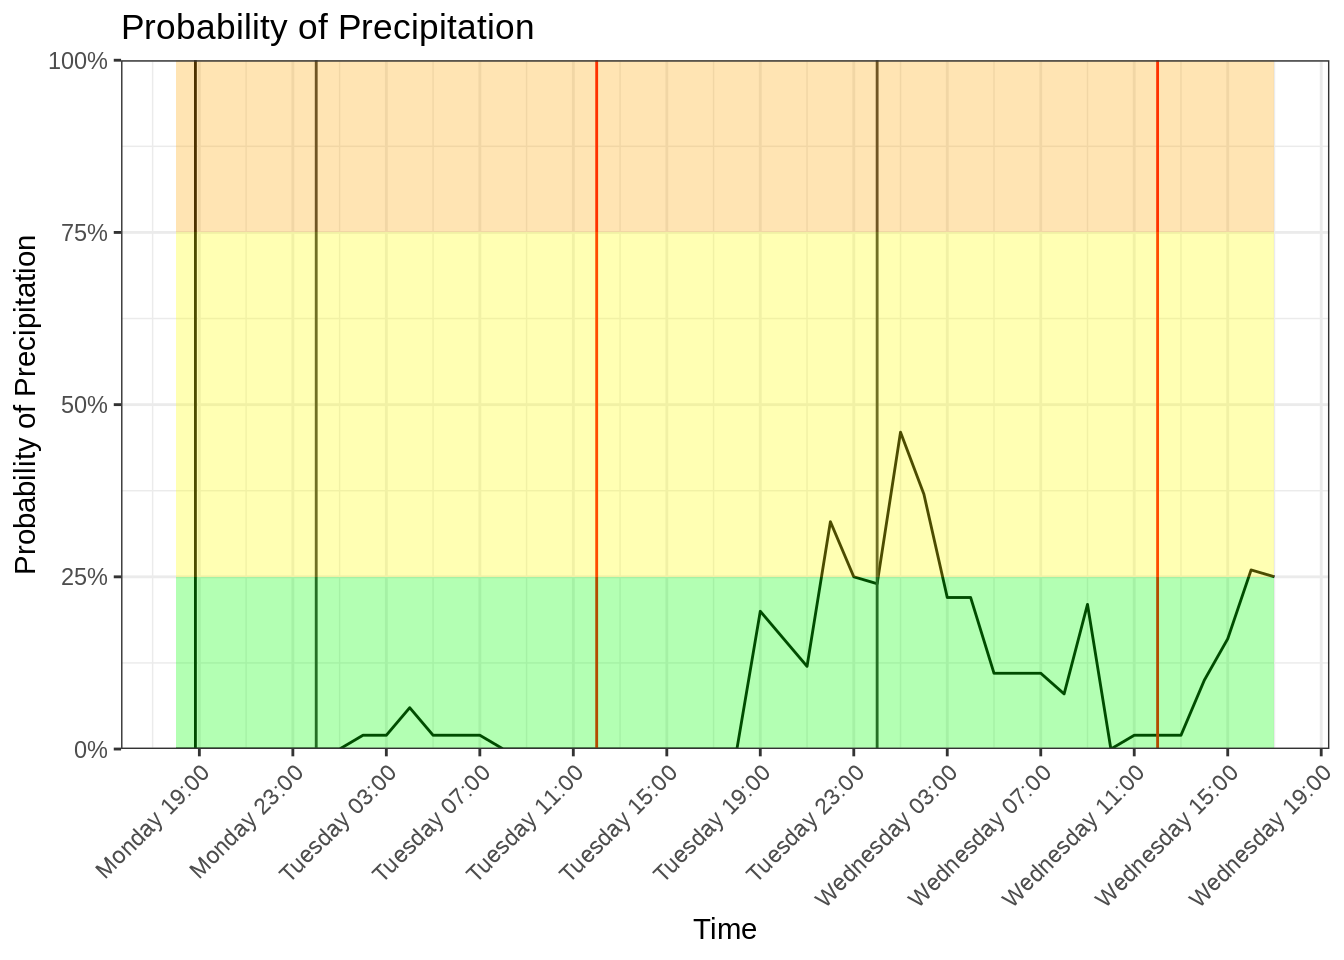 Probability of Precipitation
Probability of Precipitation
100%
75%
50%
25%
0%
Monday 19:00
Monday 23:00
Tuesday 03:00
Tuesday 07:00
Tuesday 11:00
Tuesday 15:00
Tuesday 19:00
Tuesday 23:00
Wednesday 03:00
Wednesday 07:00
Wednesday 11:00
Wednesday 15:00
Wednesday 19:00
Time